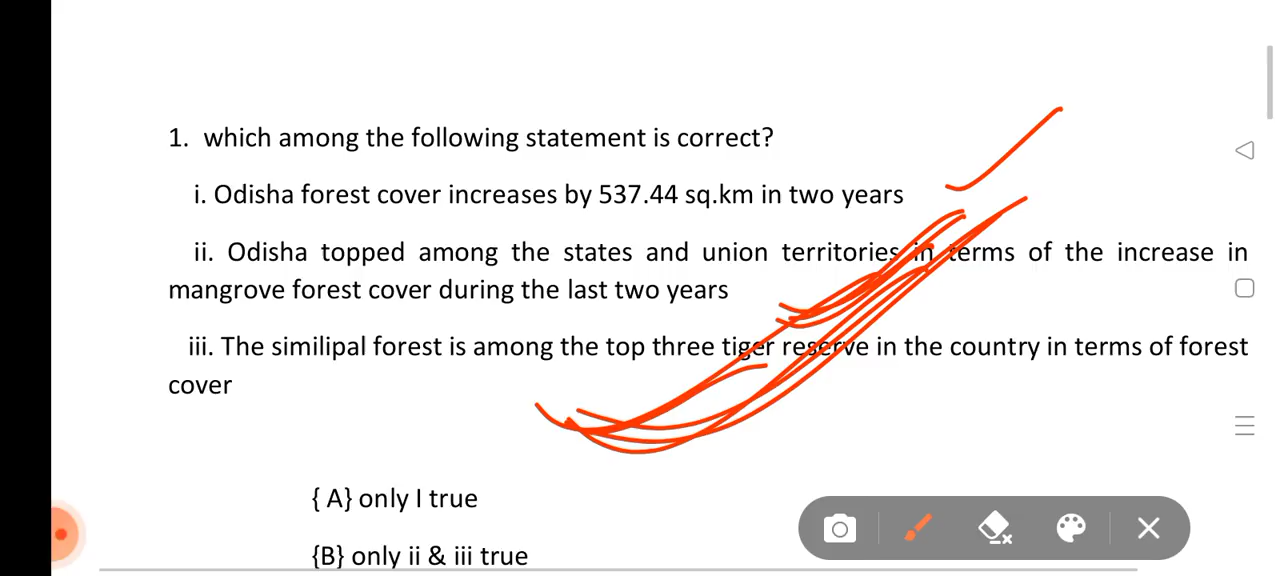 1. which among the following statement is correct?
i. Odisha forest cover increases by 537.44 sq.km in two years
ii. Odisha topped among the states and union territories in terms of the increase in
mangrove forest cover during the last two years
iii. The similipal forest is among the top three tiger reserve in the country in terms of forest
cover
{ A} only I true
{B} only ii & iii true